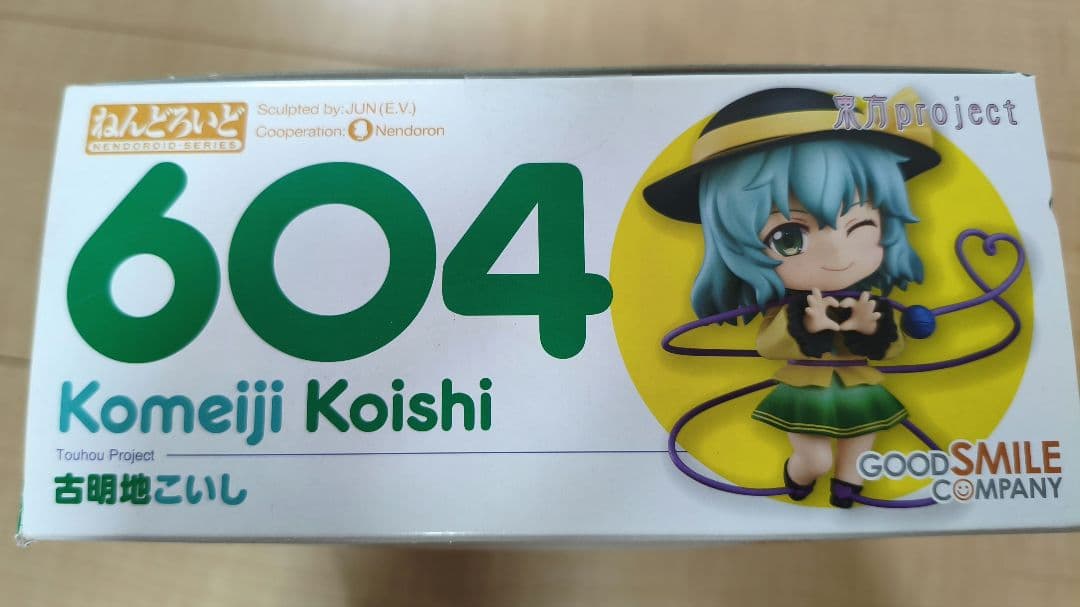 ねんどろいど
NENDOROID SERIES
Sculpted by: JUN (E.V.)
Cooperation: Nendoron
東方project
604
Komeiji Koishi
Touhou Project
古明地こいし
GOOD SMILE
COMPANY